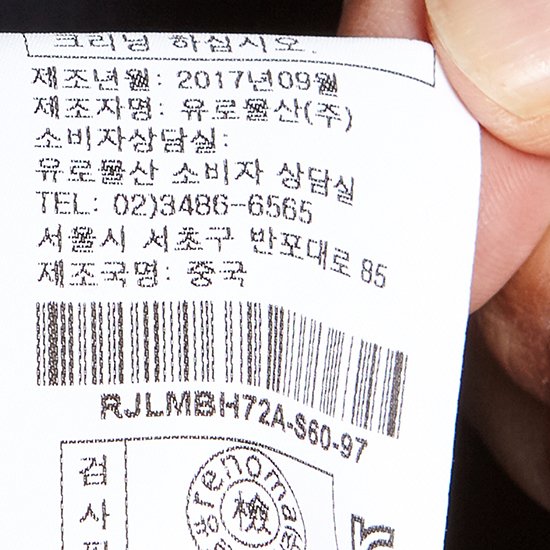 크리닝 하십시오.
제조년월: 2017년09월
제조자명: 유로물산(주)
소비자상담실:
유로물산 소비자 상담실
TEL: 02)3486-6565
서울시 서초구 반포대로 85
제조국명: 중국
RJLMBH72A-S60-97
검사
renoma
檢